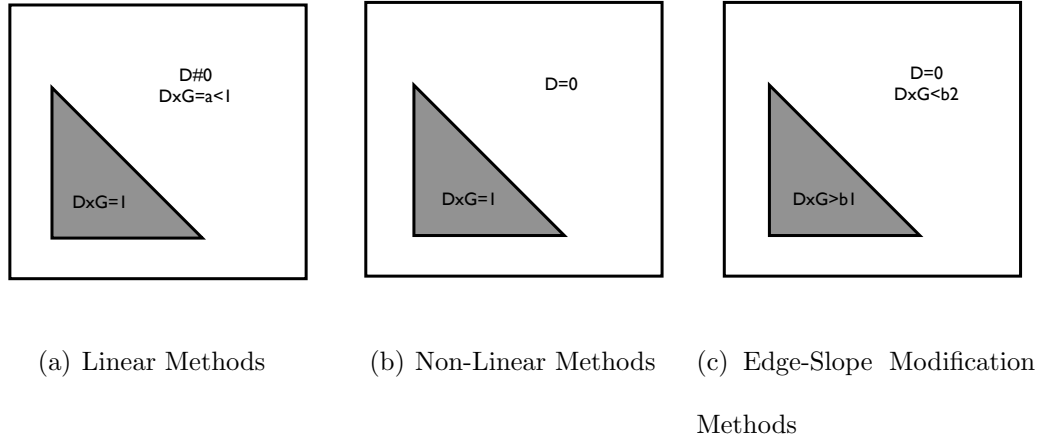 D#0
DxG=a<1
DxG=1
D=0
DxG=1
D=0
DxG<b2
DxG>b1
(a) Linear Methods
(b) Non-Linear Methods
(c) Edge-Slope Modification
Methods